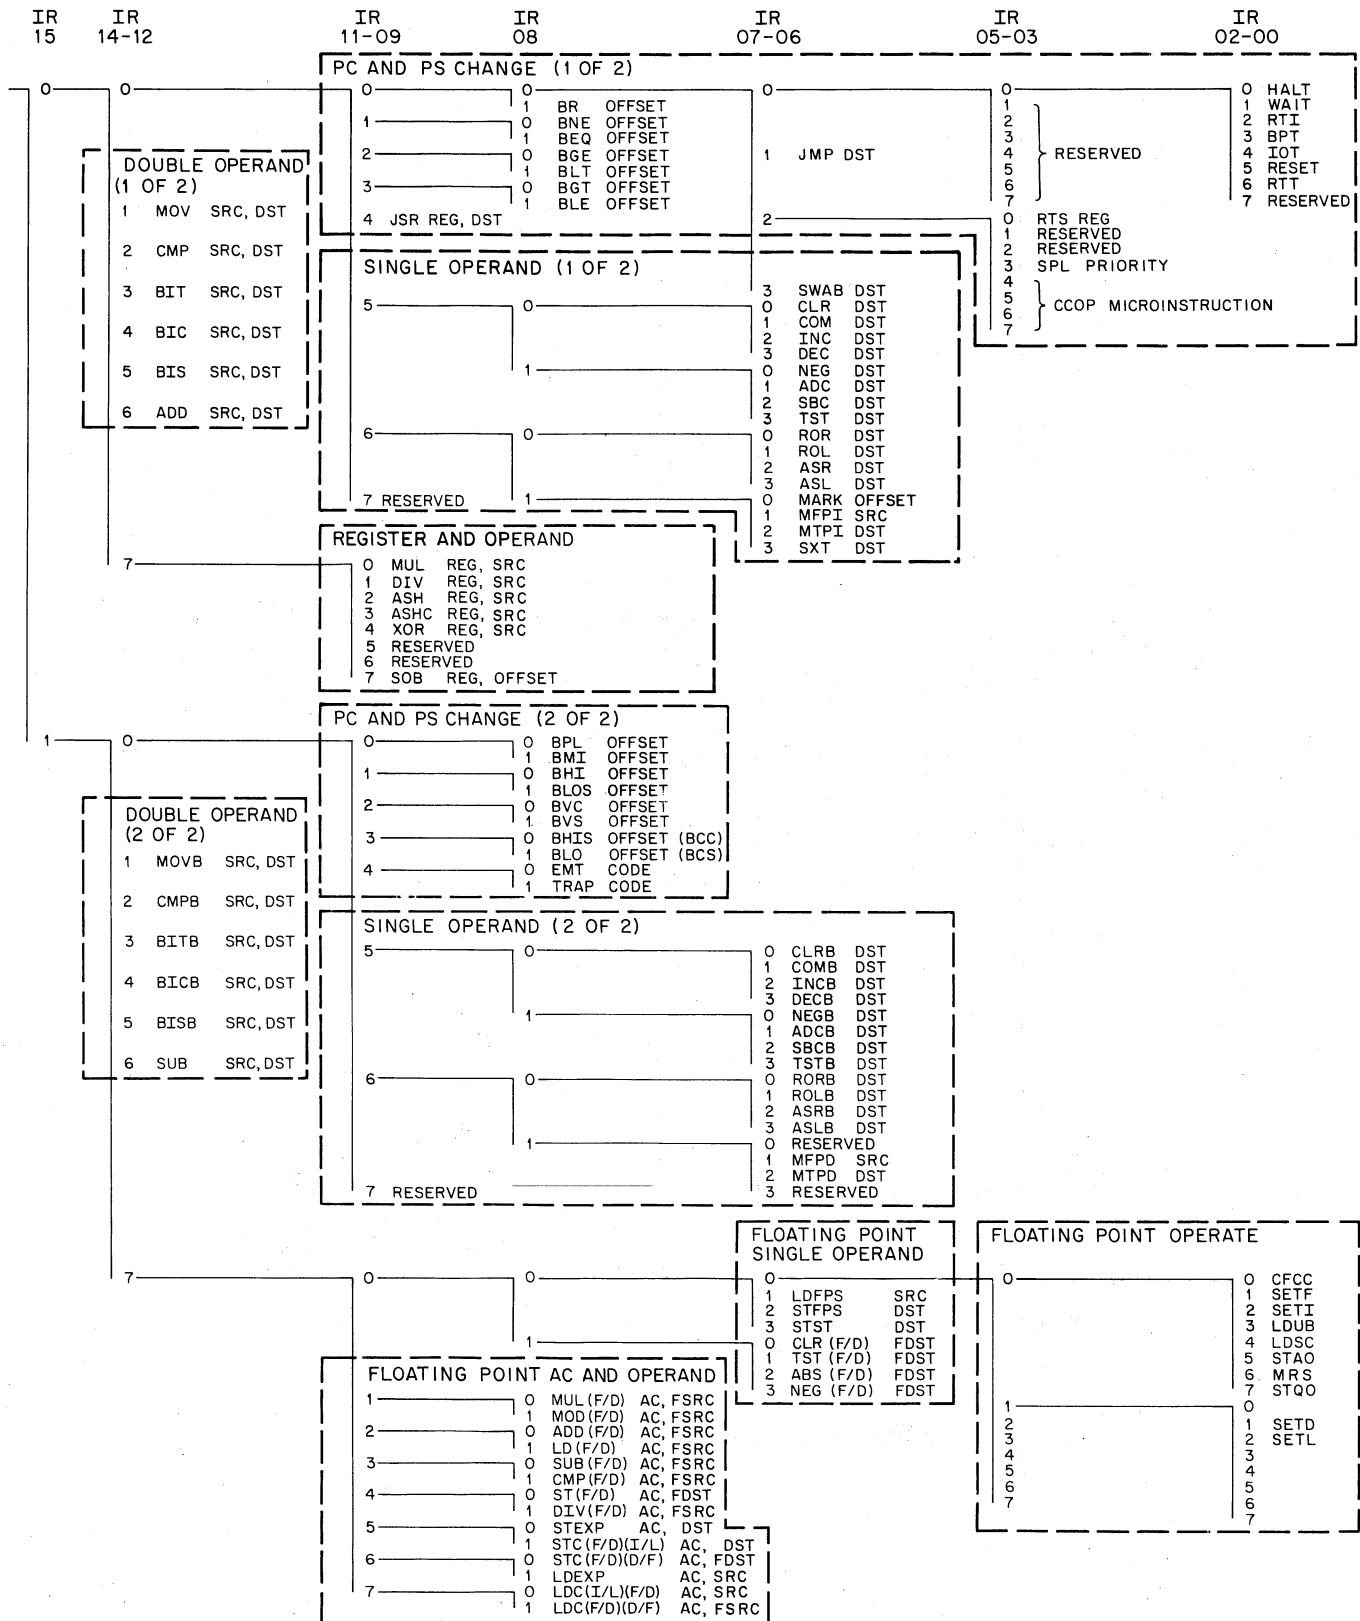 IR 15
IR 14-12
IR 11-09
IR 08
IR 07-06
IR 05-03
IR 02-00
PC AND PS CHANGE (1 OF 2)
0 0 0 0 0 0 0 HALT
1 BR OFFSET
1 0 BNE OFFSET
1 BEQ OFFSET
2 0 BGE OFFSET
1 BLT OFFSET
3 0 BGT OFFSET
1 BLE OFFSET
4 JSR REG, DST
1 JMP DST
2
1
2
3
4
5
6
7
RESERVED
1 WAIT
2 RTI
3 BPT
4 IOT
5 RESET
6 RTT
7 RESERVED
0 RTS REG
1 RESERVED
2 RESERVED
3 SPL PRIORITY
4
5
6
7
CCOP MICROINSTRUCTION
DOUBLE OPERAND
(1 OF 2)
1 MOV SRC, DST
2 CMP SRC, DST
3 BIT SRC, DST
4 BIC SRC, DST
5 BIS SRC, DST
6 ADD SRC, DST
SINGLE OPERAND (1 OF 2)
3 SWAB DST
5 0 0 CLR DST
1 COM DST
2 INC DST
3 DEC DST
1 0 NEG DST
1 ADC DST
2 SBC DST
3 TST DST
6 0 0 ROR DST
1 ROL DST
2 ASR DST
3 ASL DST
7 RESERVED 1 0 MARK OFFSET
1 MFPI SRC
2 MTPI DST
3 SXT DST
REGISTER AND OPERAND
7 0 MUL REG, SRC
1 DIV REG, SRC
2 ASH REG, SRC
3 ASHC REG, SRC
4 XOR REG, SRC
5 RESERVED
6 RESERVED
7 SOB REG, OFFSET
PC AND PS CHANGE (2 OF 2)
1 0 0 0 BPL OFFSET
1 BMI OFFSET
1 0 BHI OFFSET
1 BLOS OFFSET
2 0 BVC OFFSET
1 BVS OFFSET
3 0 BHIS OFFSET (BCC)
1 BLO OFFSET (BCS)
4 0 EMT CODE
1 TRAP CODE
DOUBLE OPERAND
(2 OF 2)
1 MOVB SRC, DST
2 CMPB SRC, DST
3 BITB SRC, DST
4 BICB SRC, DST
5 BISB SRC, DST
6 SUB SRC, DST
SINGLE OPERAND (2 OF 2)
5 0 0 CLRB DST
1 COMB DST
2 INCB DST
3 DECB DST
1 0 NEGB DST
1 ADCB DST
2 SBCB DST
3 TSTB DST
6 0 0 RORB DST
1 ROLB DST
2 ASRB DST
3 ASLB DST
1 0 RESERVED
1 MFPD SRC
2 MTPD DST
7 RESERVED 3 RESERVED
FLOATING POINT
SINGLE OPERAND
7 0 0 0
1 LDFPS SRC
2 STFPS DST
3 STST DST
1 0 CLR (F/D) FDST
1 TST (F/D) FDST
2 ABS (F/D) FDST
3 NEG (F/D) FDST
FLOATING POINT OPERATE
0 0 CFCC
1 SETF
2 SETI
3 LDUB
4 LDSC
5 STAO
6 MRS
7 STQO
1 0
2 1 SETD
3 2 SETL
4 3
5 4
6 5
7 6
7
FLOATING POINT AC AND OPERAND
1 0 MUL (F/D) AC, FSRC
1 MOD (F/D) AC, FSRC
2 0 ADD (F/D) AC, FSRC
1 LD (F/D) AC, FSRC
3 0 SUB (F/D) AC, FSRC
1 CMP (F/D) AC, FSRC
4 0 ST (F/D) AC, FDST
1 DIV (F/D) AC, FSRC
5 0 STEXP AC, DST
1 STC (F/D)(I/L) AC, DST
6 0 STC (F/D)(D/F) AC, FDST
1 LDEXP AC, SRC
7 0 LDC (I/L)(F/D) AC, SRC
1 LDC (F/D)(D/F) AC, FSRC